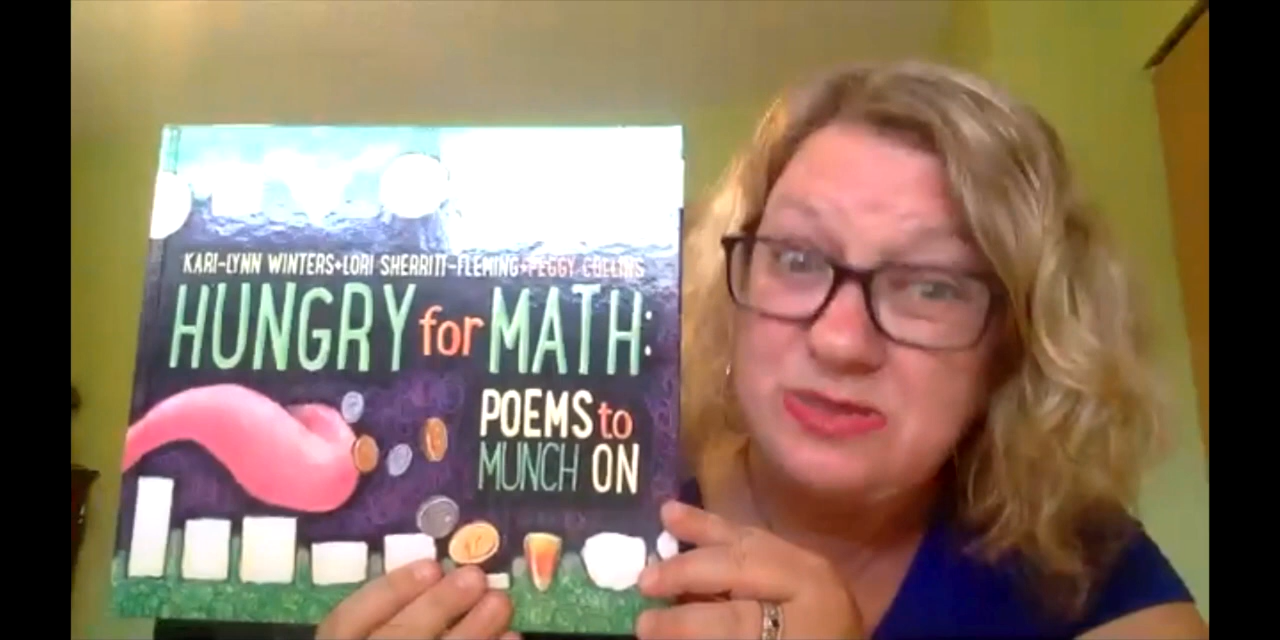 KARI-LYNN WINTERS+LORI SHERRITT-FLEMING+PEGGY COLLINS
HUNGRY for MATH:
POEMS to
MUNCH ON